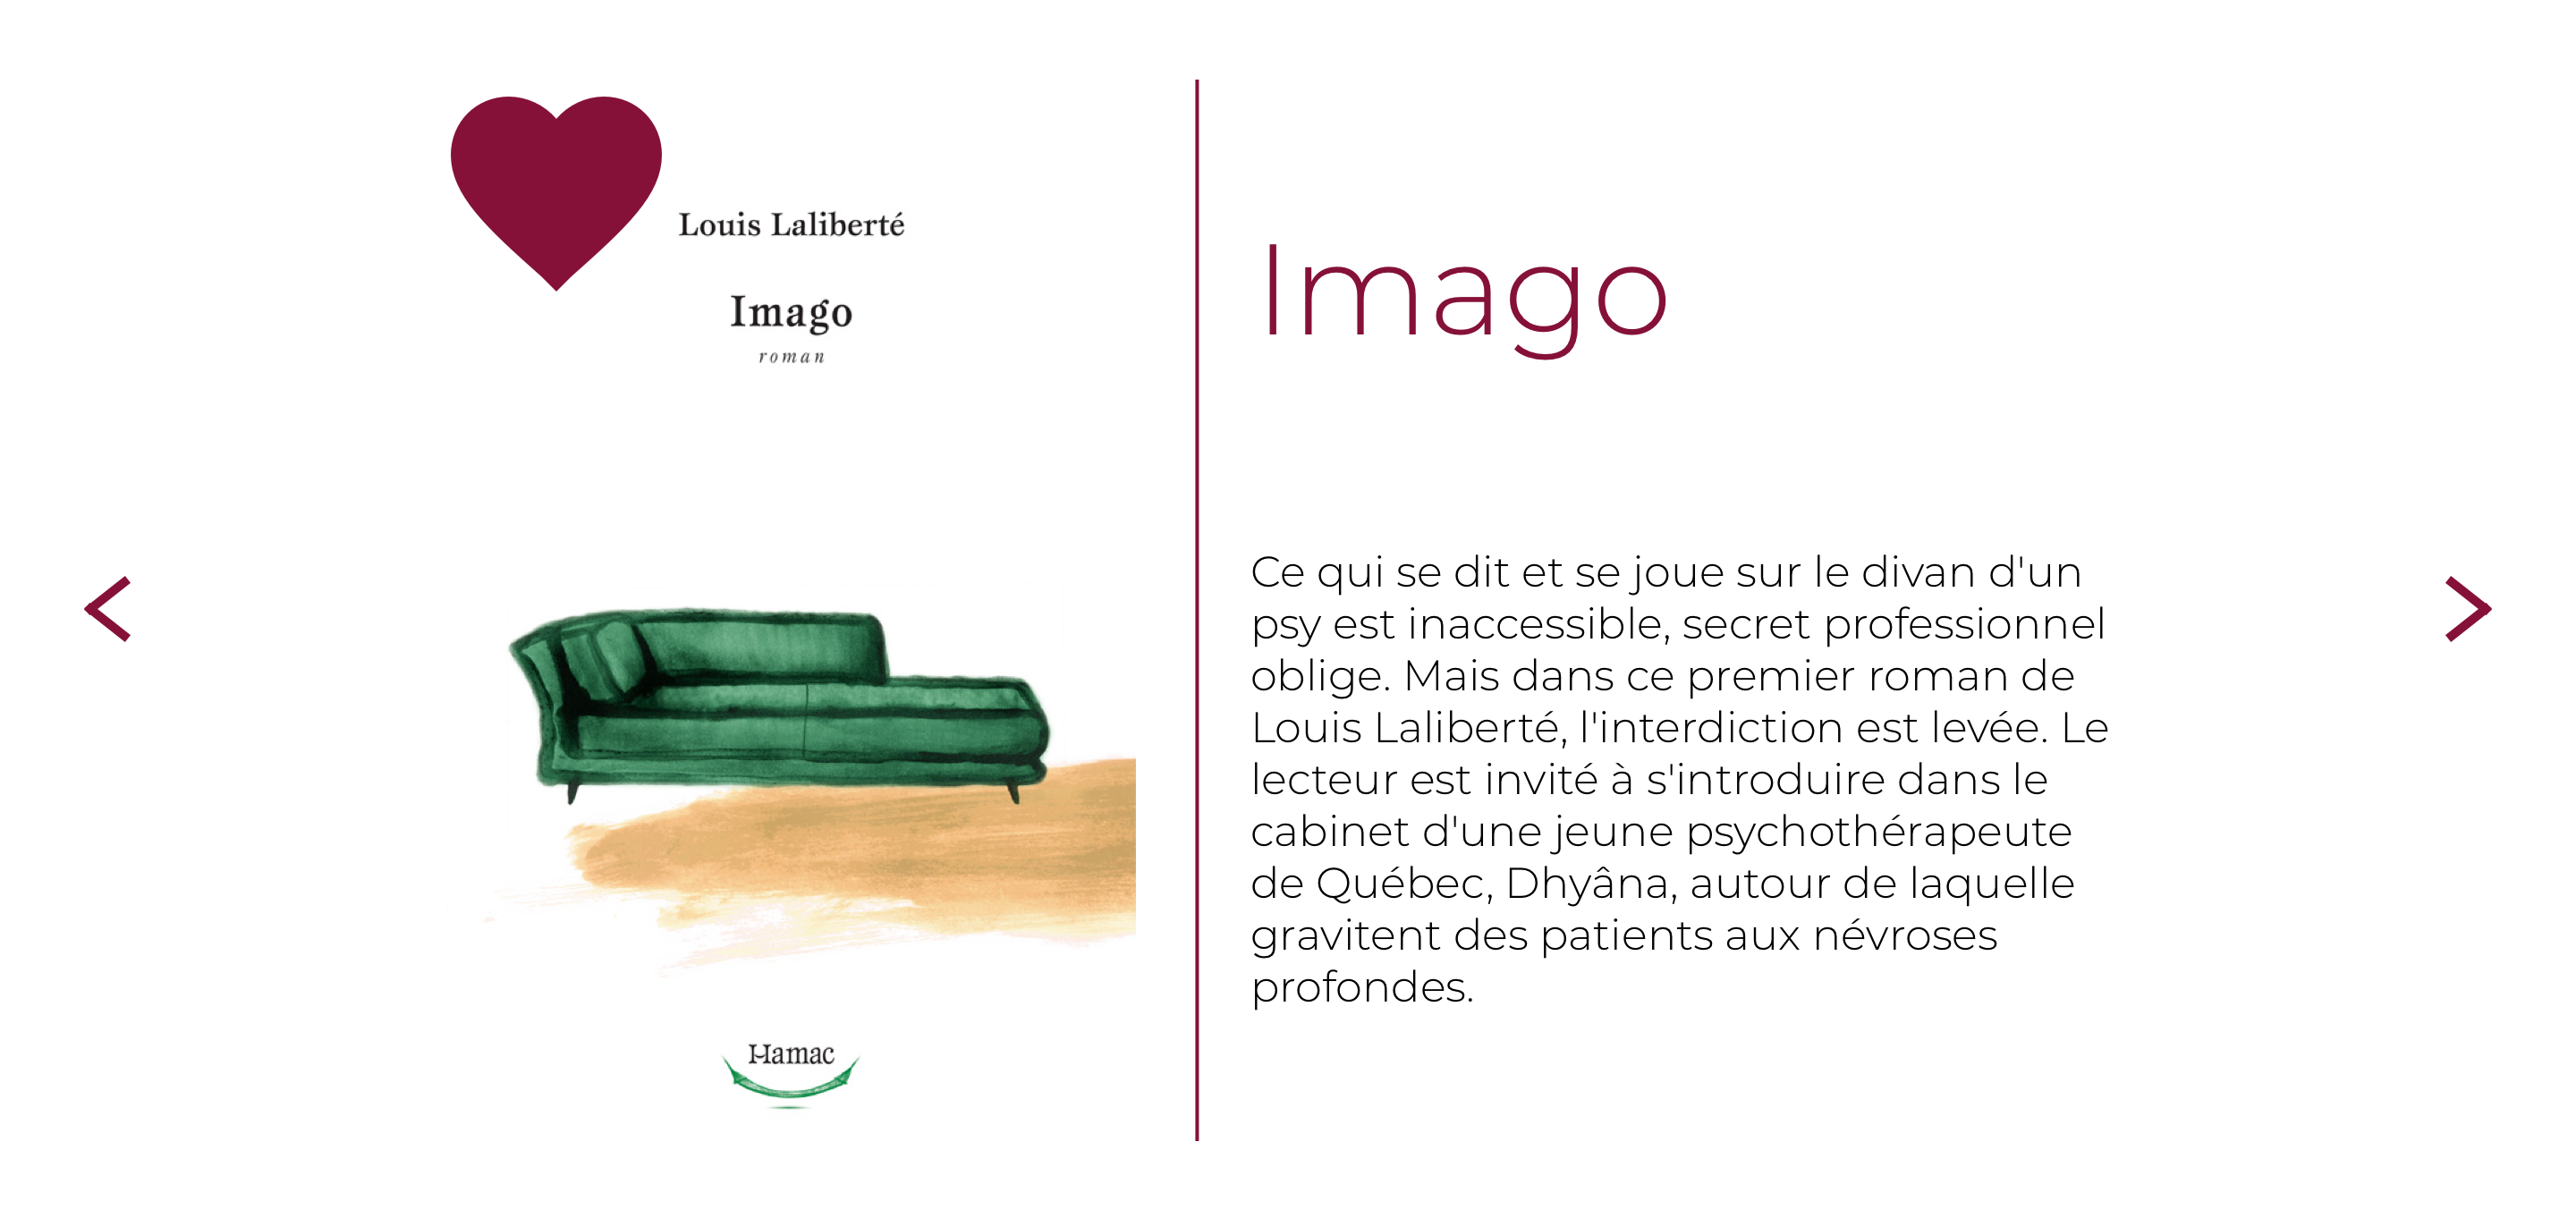 Louis Laliberté
Imago
roman
Hamac
Imago
Ce qui se dit et se joue sur le divan d'un
psy est inaccessible, secret professionnel
oblige. Mais dans ce premier roman de
Louis Laliberté, l'interdiction est levée. Le
lecteur est invité à s'introduire dans le
cabinet d'une jeune psychothérapeute
de Québec, Dhyâna, autour de laquelle
gravitent des patients aux névroses
profondes.